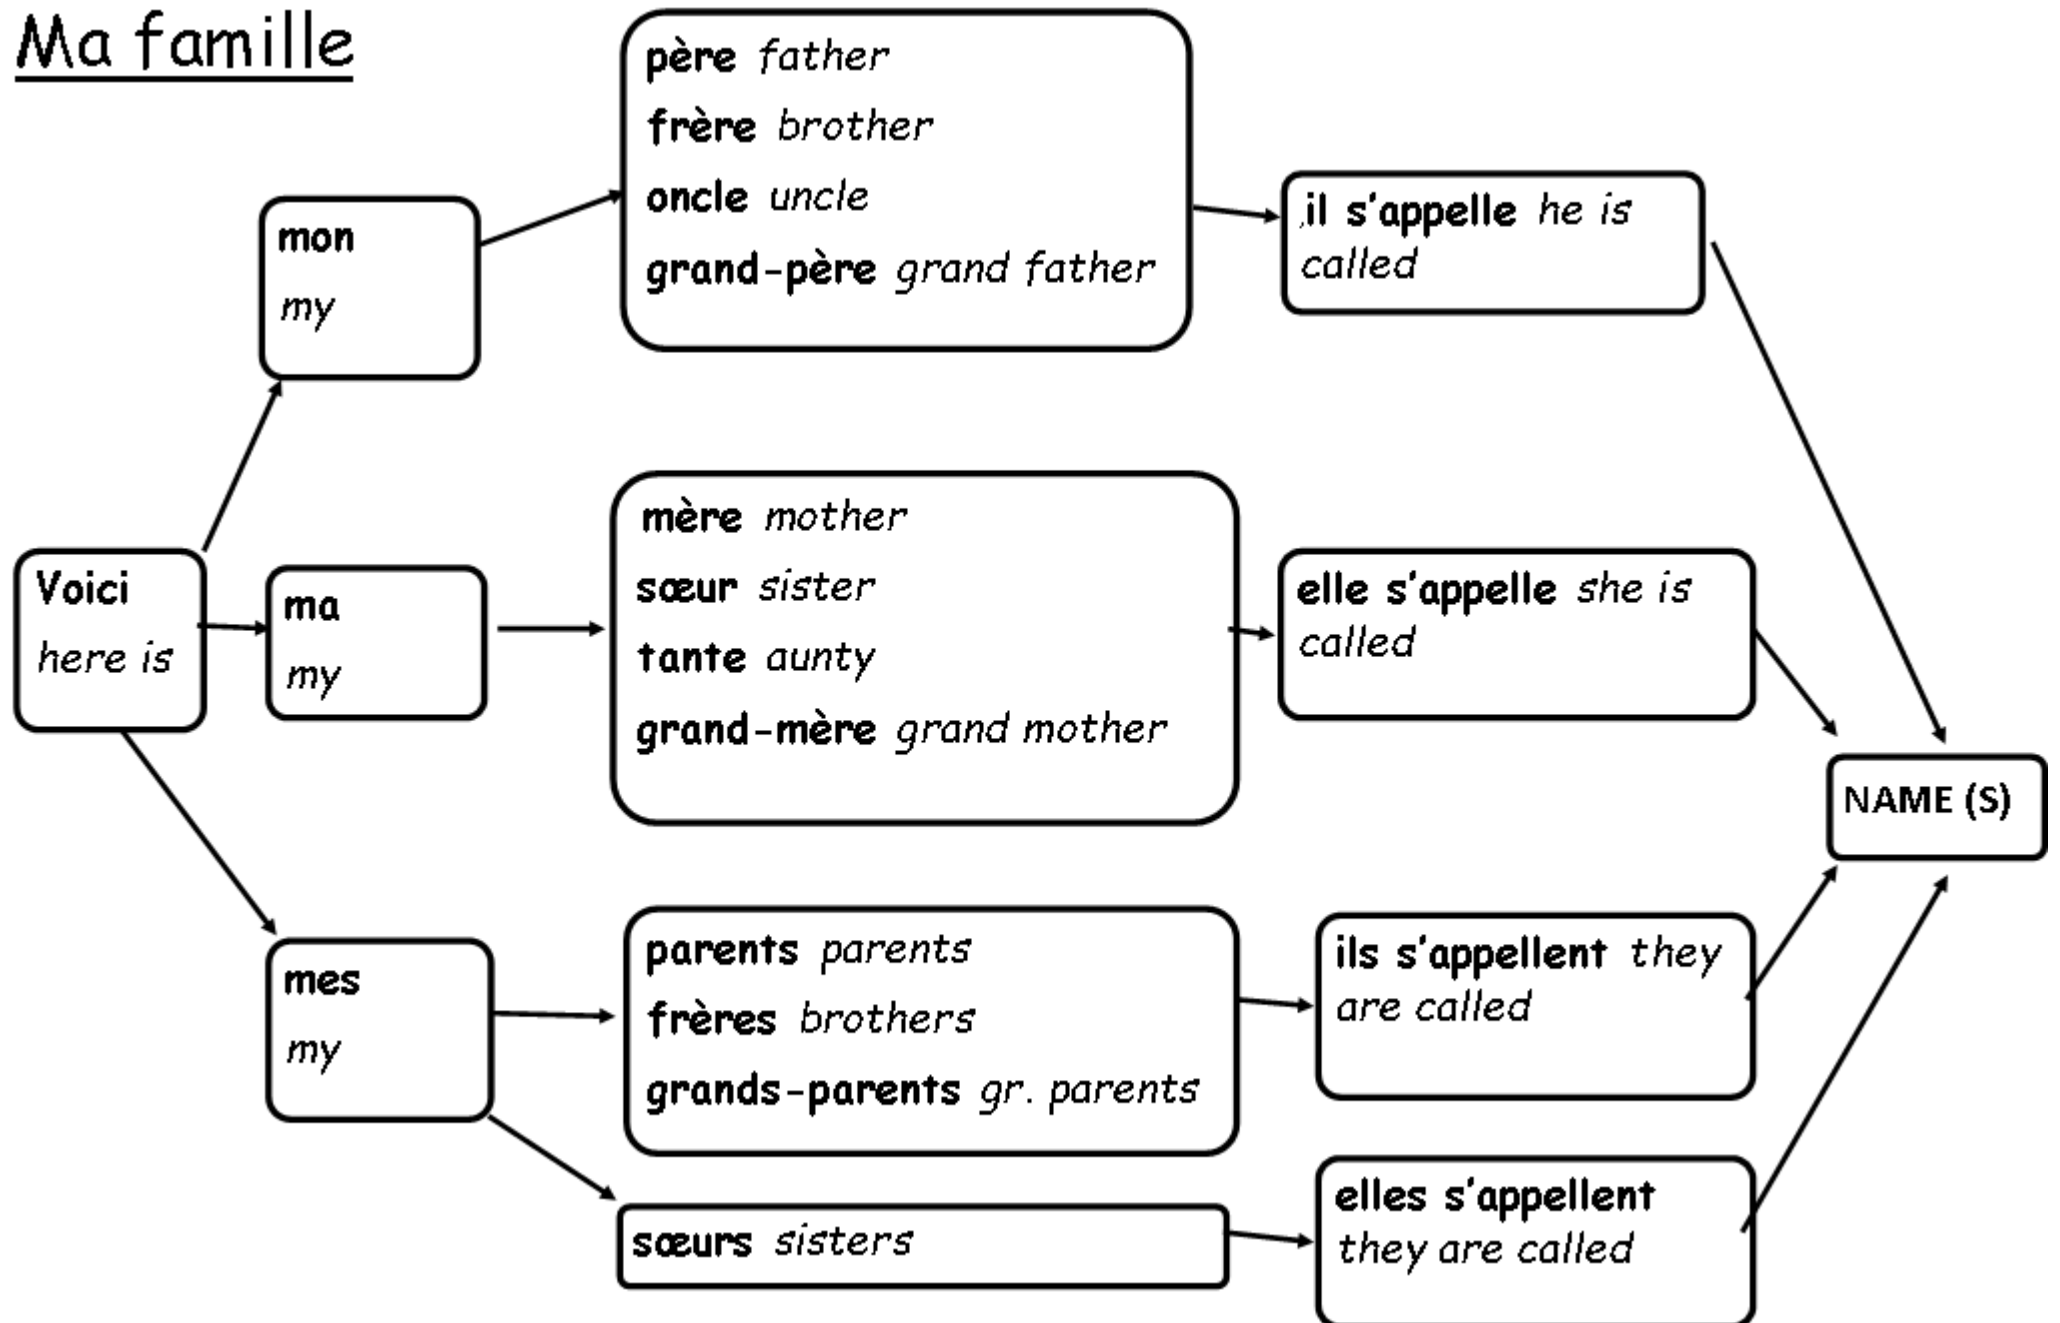 Ma famille
père father
frère brother
oncle uncle
grand-père grand father
mon
my
il s'appelle he is
called
mère mother
sœur sister
tante aunty
grand-mère grand mother
Voici
here is
ma
my
elle s'appelle she is
called
NAME (S)
mes
my
parents parents
frères brothers
grands-parents gr. parents
ils s'appellent they
are called
sœurs sisters
elles s'appellent
they are called